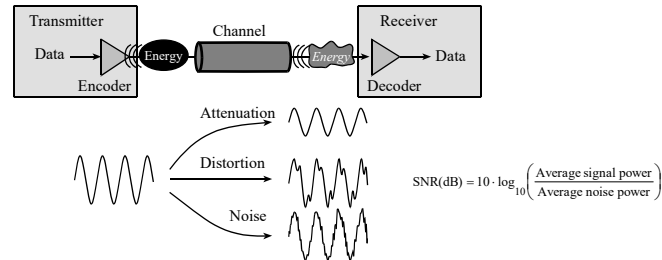 Transmitter
Receiver
Channel
Data
Energy
Energy
Data
Encoder
Decoder
Attenuation
Distortion
Noise
SNR(dB) = 10 · log₁₀(Average signal power / Average noise power)